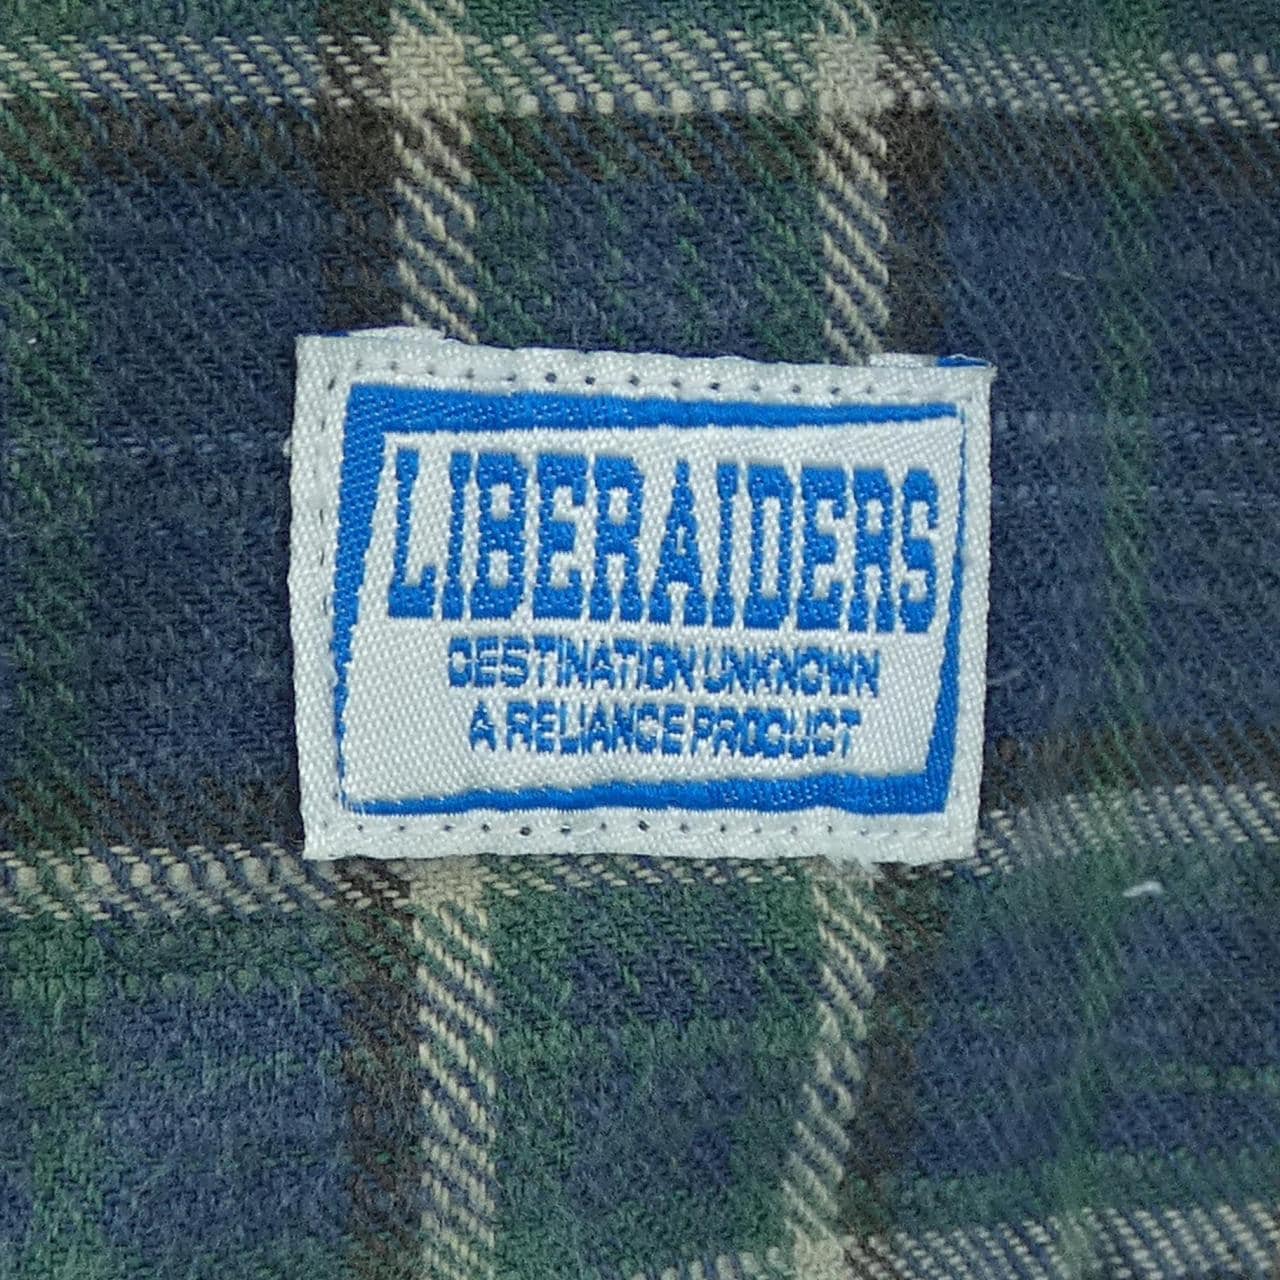 LIBERAIDERS
DESTINATION UNKNOWN
A RELIANCE PRODUCT